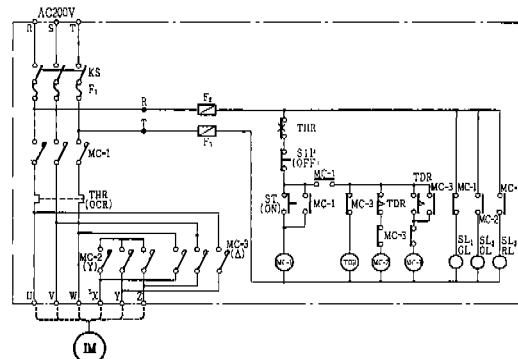 AC200V
R S T
KS
F₁
R F₂
T F₃
MC-1
THR
(OCR)
MC-2
(Y)
MC-3
(Δ)
U V W X Y Z
IM
THR
STP
(OFF)
MC-1
ST
(ON)
MC-1
MC-3
TDR
MC-3
TDR
MC-3
MC-1
MC-2
MC-
SL₁
GL
SL₂
OL
SL₃
RL
MC-1
TDR
MC-2